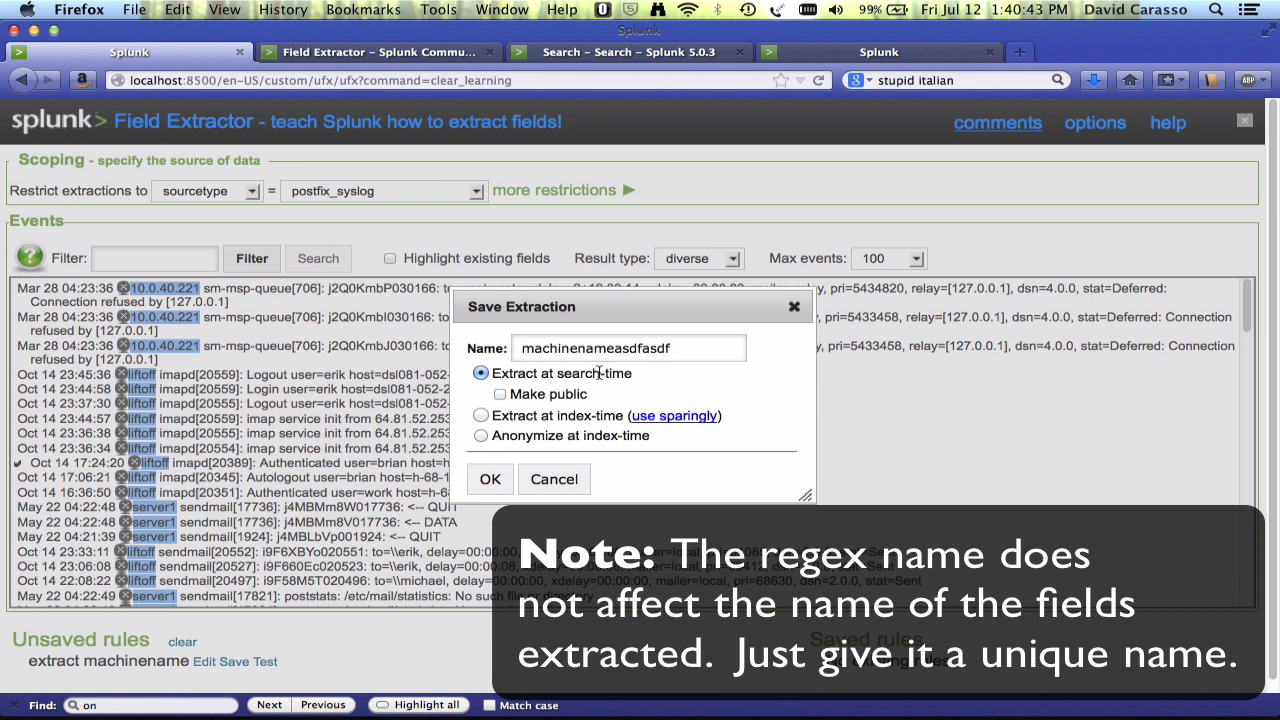 Firefox File Edit View History Bookmarks Tools Window Help 99% Fri Jul 12 1:40:43 PM David Carasso
Splunk
Splunk Field Extractor – Splunk Commu... Search – Search – Splunk 5.0.3 Splunk
localhost:8500/en-US/custom/ufx/ufx?command=clear_learning stupid italian ABP
splunk> Field Extractor - teach Splunk how to extract fields! comments options help
Scoping - specify the source of data
Restrict extractions to sourcetype = postfix_syslog more restrictions
Events
Filter: Filter Search Highlight existing fields Result type: diverse Max events: 100
Mar 28 04:23:36 10.0.40.221 sm-msp-queue[706]: j2Q0KmbP030166: pri=5434820, relay=[127.0.0.1], dsn=4.0.0, stat=Deferred:
Connection refused by [127.0.0.1]
Mar 28 04:23:36 10.0.40.221 sm-msp-queue[706]: j2Q0KmbI030166: to pri=5433458, relay=[127.0.0.1], dsn=4.0.0, stat=Deferred: Connection
refused by [127.0.0.1]
Mar 28 04:23:36 10.0.40.221 sm-msp-queue[706]: j2Q0KmbJ030166: to pri=5433458, relay=[127.0.0.1], dsn=4.0.0, stat=Deferred: Connection
refused by [127.0.0.1]
Oct 14 23:45:36 liftoff imapd[20559]: Logout user=erik host=dsl081-052-2
Oct 14 23:44:58 liftoff imapd[20559]: Login user=erik host=dsl081-052-
Oct 14 23:36:38 liftoff imapd[20555]: Logout user=erik host=dsl081-052-2
Oct 14 23:44:57 liftoff imapd[20559]: imap service init from 64.81.52.253
Oct 14 23:36:38 liftoff imapd[20555]: imap service init from 64.81.52.253
Oct 14 23:36:34 liftoff imapd[20554]: imap service init from 64.81.52.253
Oct 14 17:24:20 liftoff imapd[20389]: Authenticated user=brian host=h-
Oct 14 17:06:21 liftoff imapd[20345]: Autologout user=brian host=h-68-1
Oct 14 16:36:50 liftoff imapd[20351]: Authenticated user=work host=h-68
May 22 04:22:48 server1 sendmail[17736]: j4MBMm8W017736: <-- QUIT
May 22 04:22:48 server1 sendmail[17736]: j4MBMm8V017736: <-- DATA
May 22 04:21:39 server1 sendmail[1924]: j4MBLbVp001924: <-- QUIT
Oct 14 23:33:11 liftoff sendmail[20552]: i9F6XBYo020551: to=\\erik, delay=00:00:00,
Oct 14 23:06:08 liftoff sendmail[20527]: i9F660Ec020523: to=\\erik, delay=00:00:00,
Oct 14 22:08:22 liftoff sendmail[20497]: i9F58M5T020496: to=\\michael, delay=00:00:00, xdelay=00:00:00, mailer=local, pri=68630, dsn=2.0.0, stat=Sent
May 22 04:22:49 server1 sendmail[17821]: poststats: /etc/mail/statistics: No such file or directory
Save Extraction
Name: machinenameasdfasdf
Extract at search-time
Make public
Extract at index-time (use sparingly)
Anonymize at index-time
OK Cancel
Note: The regex name does
not affect the name of the fields
extracted. Just give it a unique name.
Unsaved rules clear Saved rules
extract machinename Edit Save Test
Find: on Next Previous Highlight all Match case